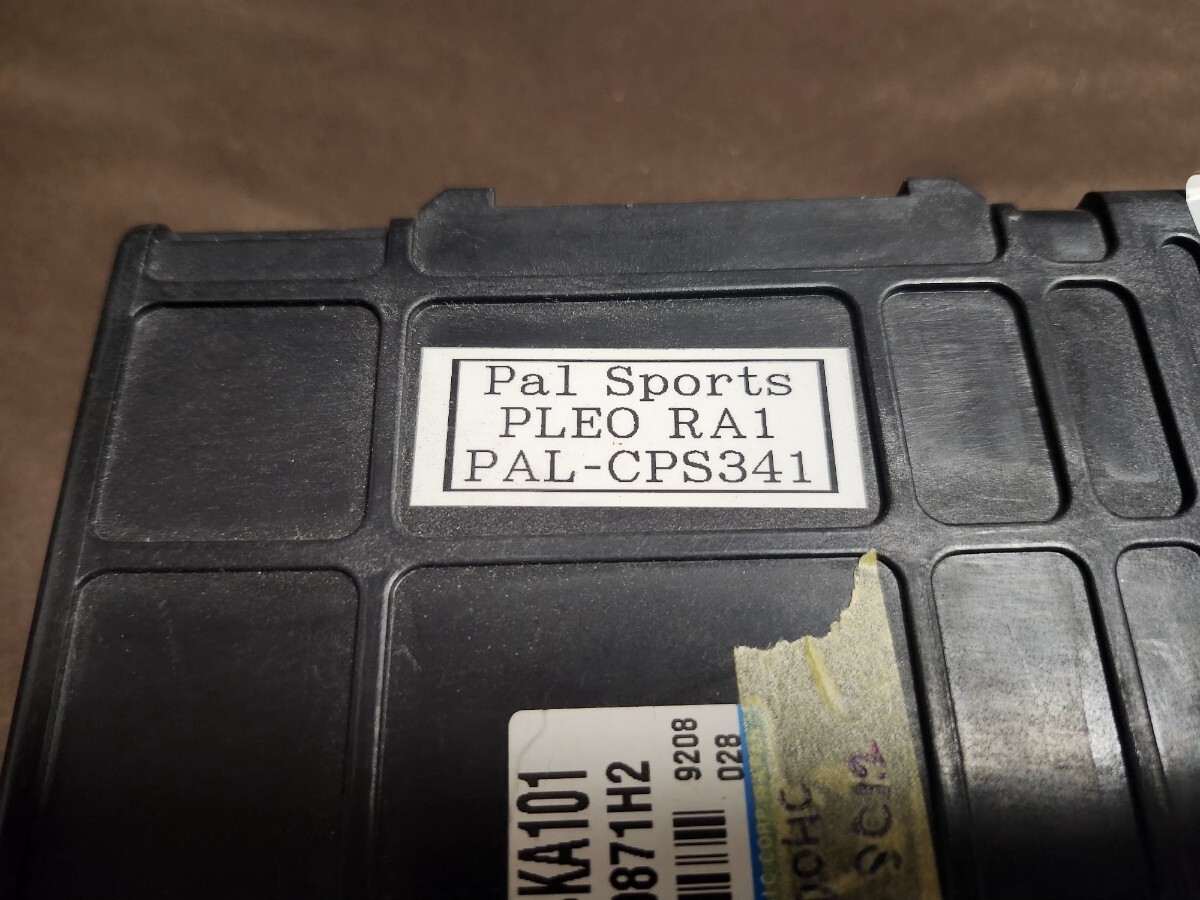 Pal Sports
PLEO RA1
PAL-CPS341
KA101
871H2
9208
028